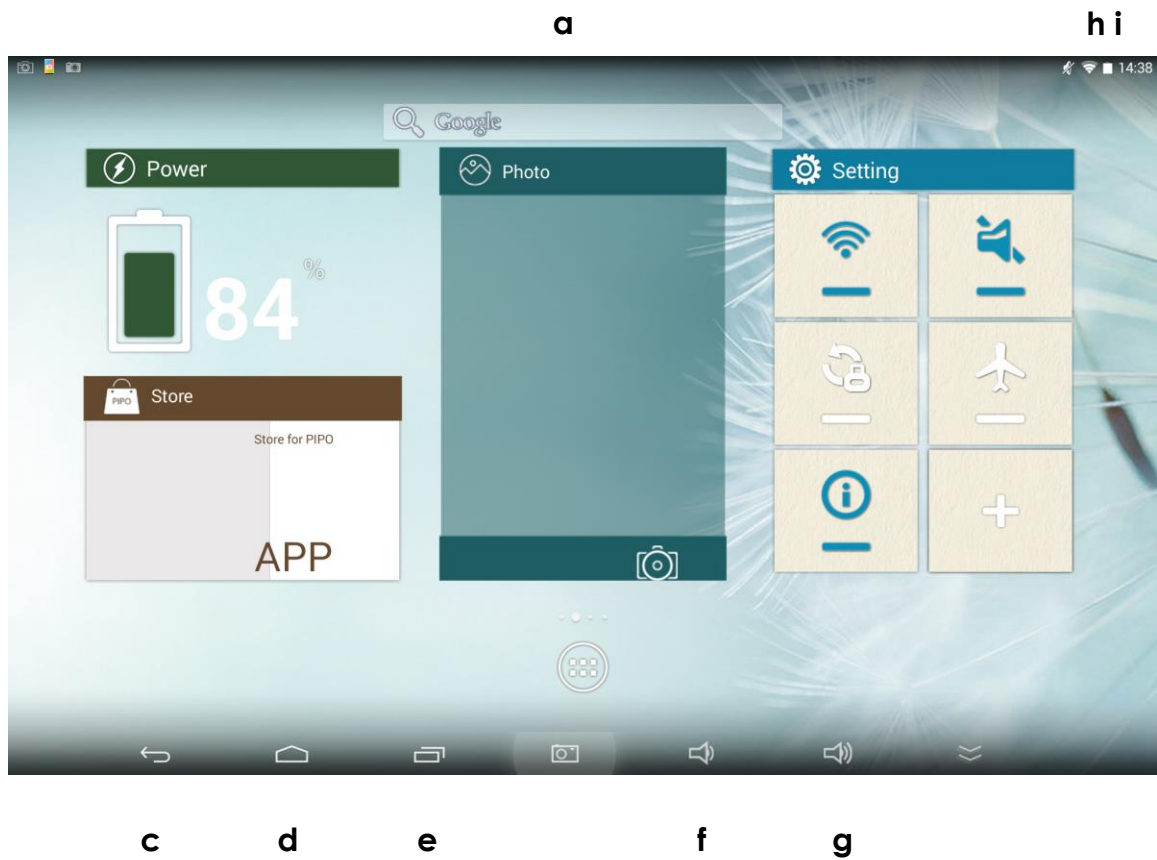 a h i
14:38
Google
Power
Photo
Setting
84%
PIPO Store
Store for PIPO
APP
c d e f g